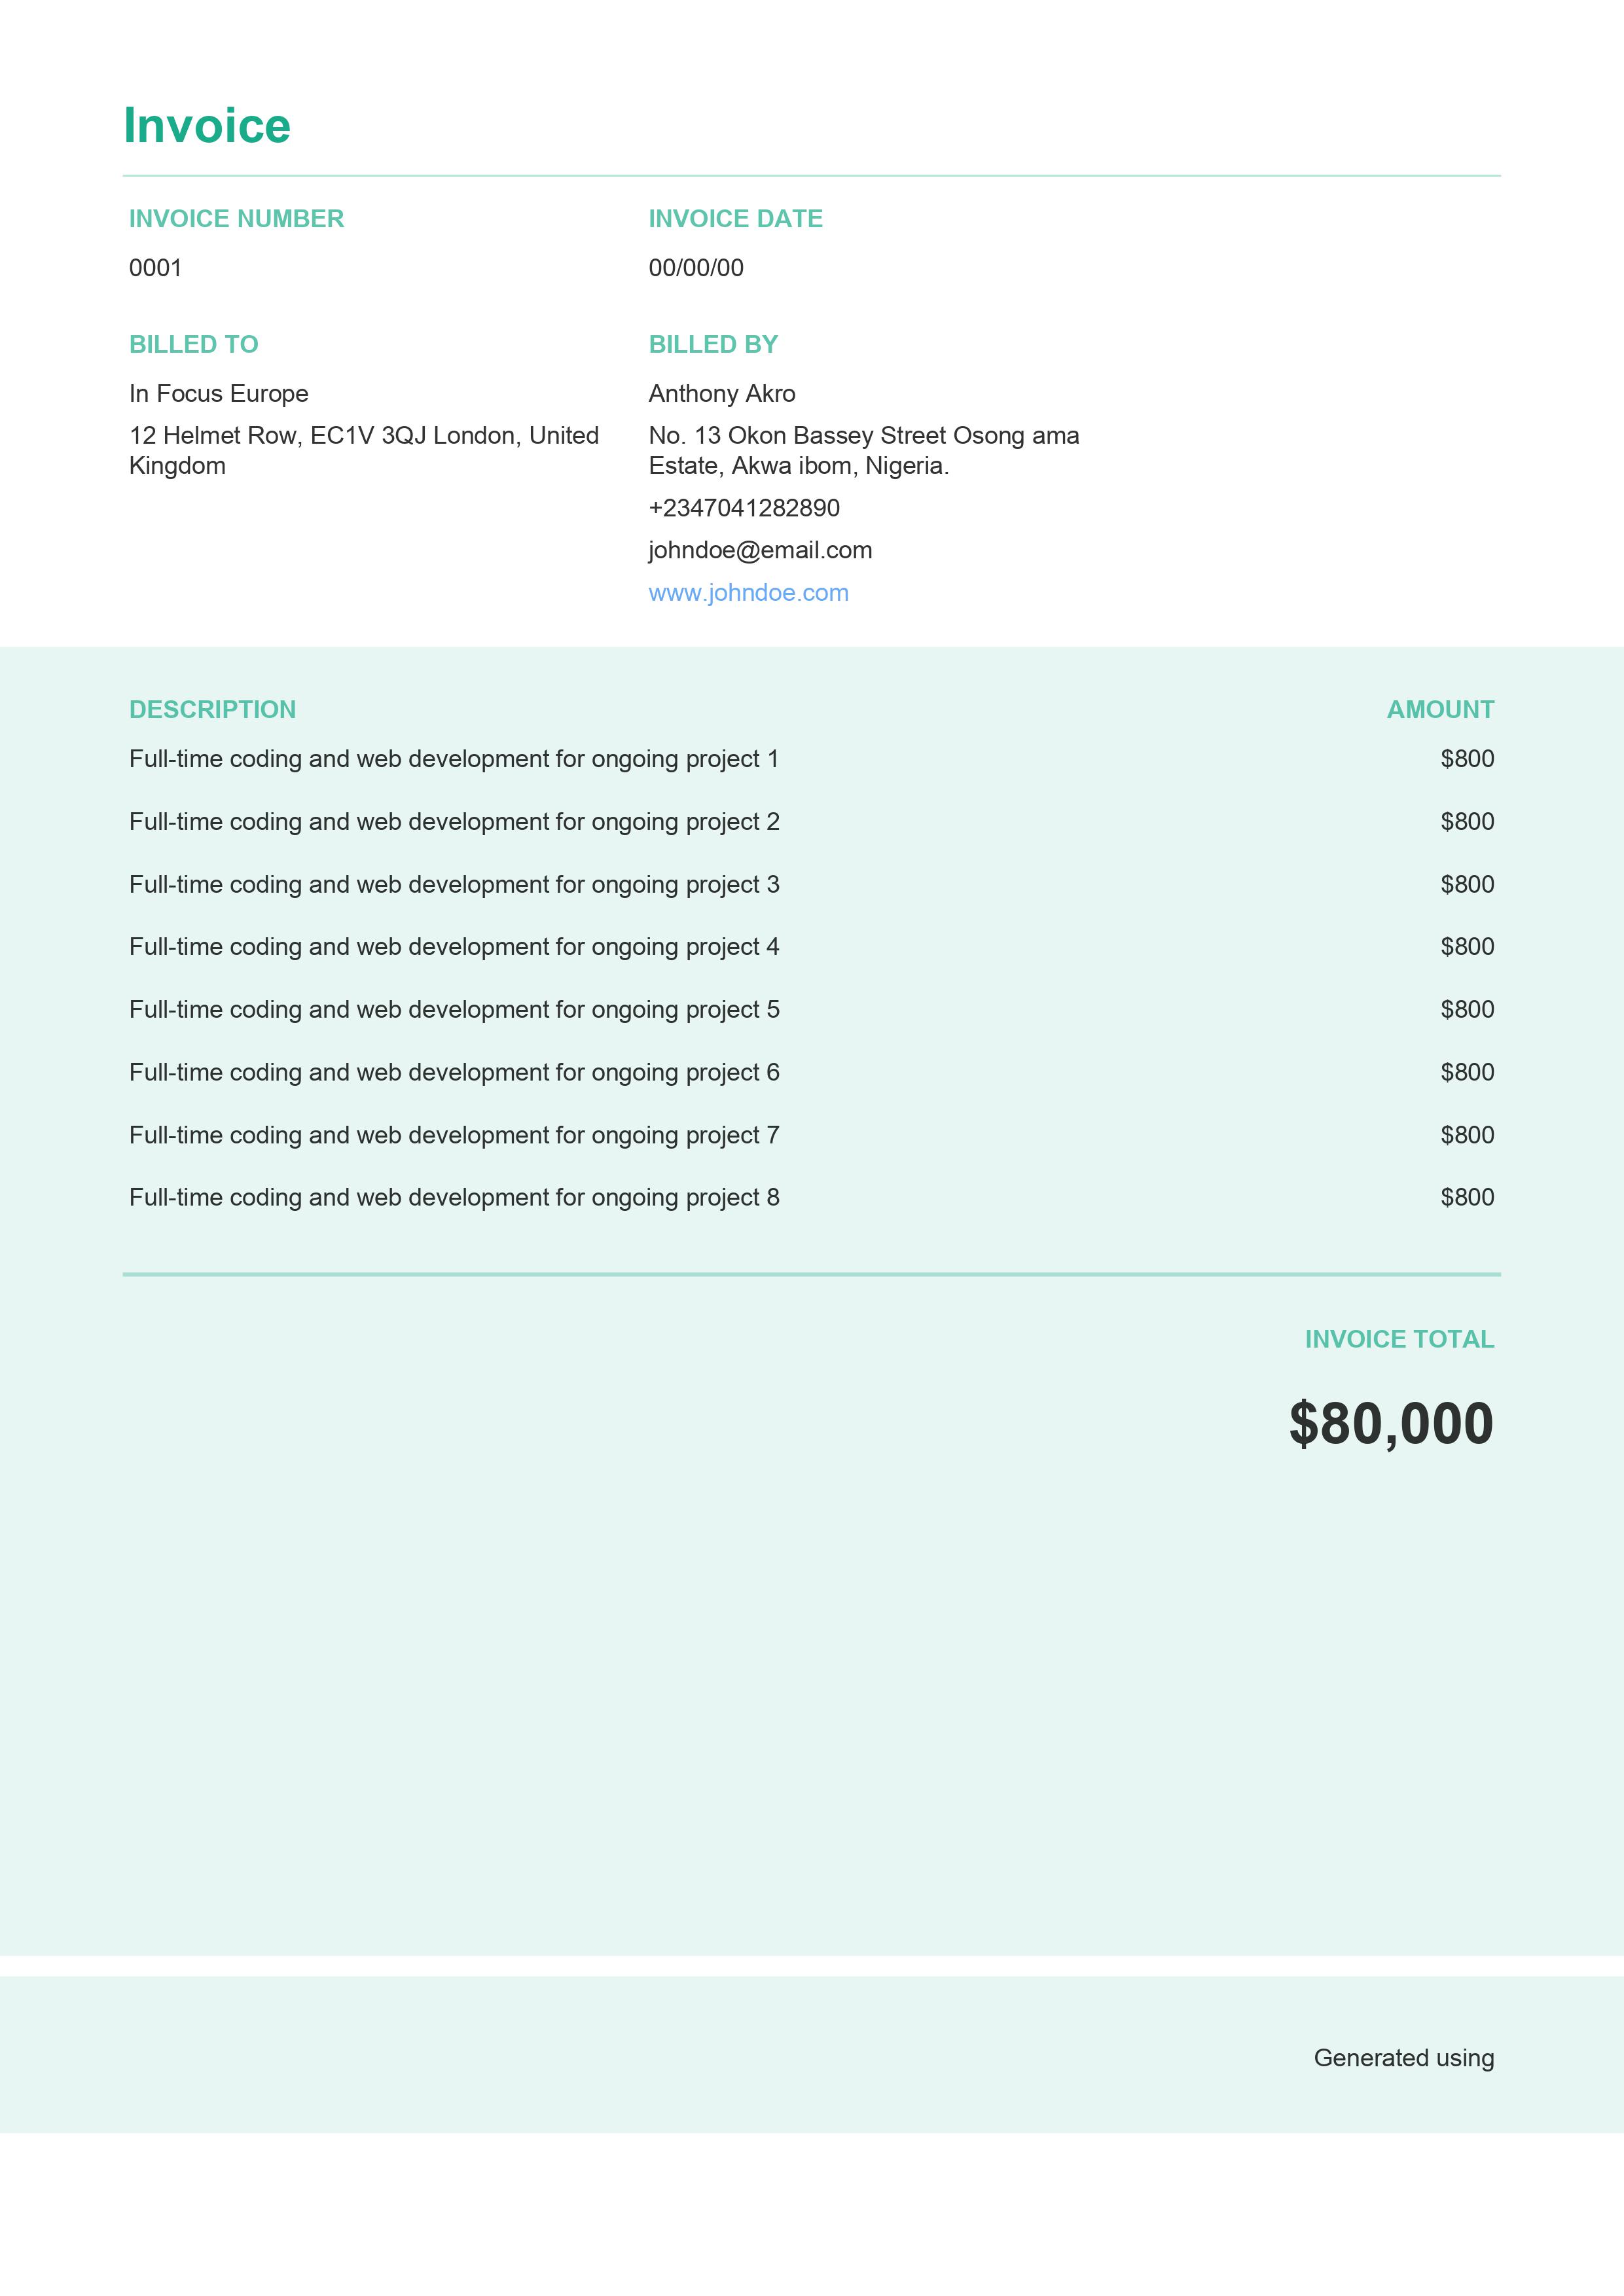 Invoice
INVOICE NUMBER
INVOICE DATE
0001
00/00/00
BILLED TO
BILLED BY
In Focus Europe
Anthony Akro
12 Helmet Row, EC1V 3QJ London, United
Kingdom
No. 13 Okon Bassey Street Osong ama
Estate, Akwa ibom, Nigeria.
+2347041282890
johndoe@email.com
www.johndoe.com
DESCRIPTION
AMOUNT
Full-time coding and web development for ongoing project 1
$800
Full-time coding and web development for ongoing project 2
$800
Full-time coding and web development for ongoing project 3
$800
Full-time coding and web development for ongoing project 4
$800
Full-time coding and web development for ongoing project 5
$800
Full-time coding and web development for ongoing project 6
$800
Full-time coding and web development for ongoing project 7
$800
Full-time coding and web development for ongoing project 8
$800
INVOICE TOTAL
$80,000
Generated using